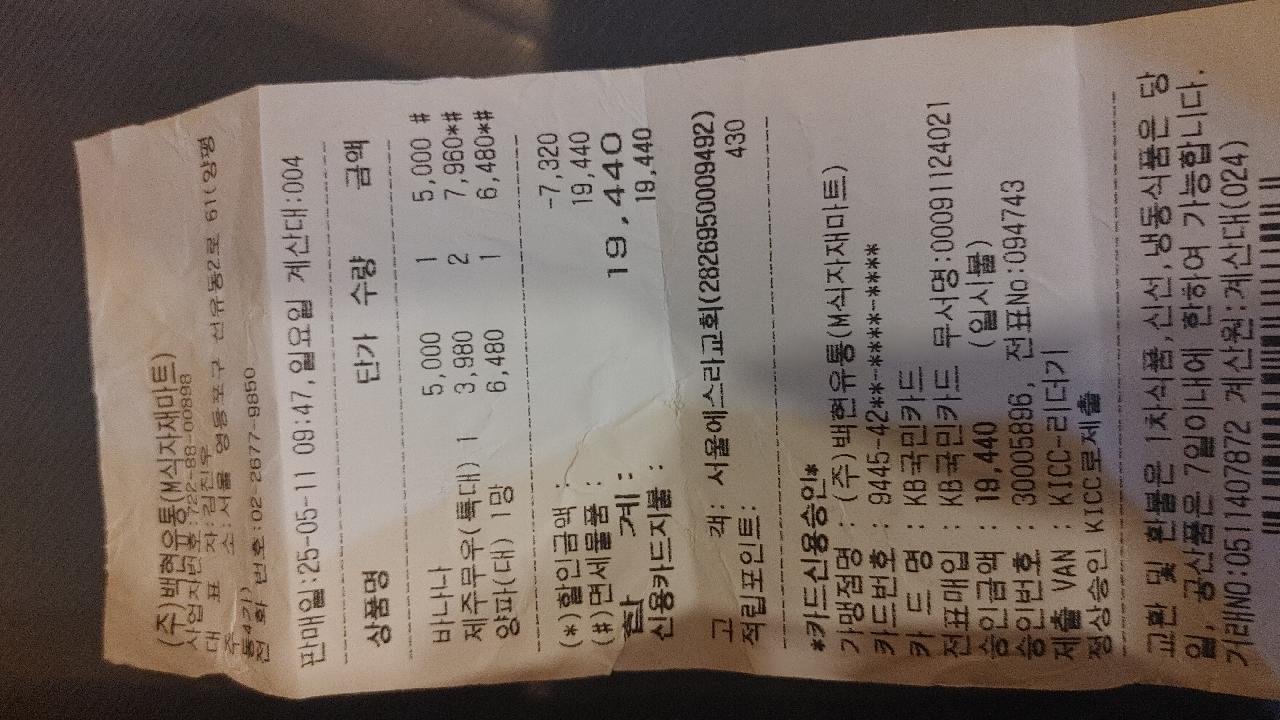 (주)백현유통(M식자재마트)
사업자번호:722-88-00898
대 표 자:김진우
주 소:서울 영등포구 선유동2로 61(양평
동4가)
전 화 번호:02-2677-9850
판매일:25-05-11 09:47,일요일 계산대:004
상품명 단가 수량 금액
바나나 5,000 1 5,000 #
제주무우(특대) 1 3,980 2 7,960*#
양파(대) 1망 6,480 1 6,480*#
(*)할인금액 : -7,320
(#)면세물품 : 19,440
합 계 : 19,440
신용카드지불 : 19,440
고 객: 서울에스라교회(2826950009492)
적립포인트: 430
*카드신용승인*
가맹점명 : (주)백현유통(M식자재마트)
카드번호 : 9445-42**-****-****
카 드 명 : KB국민카드
전표매입 : KB국민카드 무서명:00091124021
승인금액 : 19,440 (일시불)
승인번호 : 30005896, 전표No:094743
제출 VAN : KICC-리더기
정상승인 KICC로제출
교환 및 환불은 1차식품,신선,냉동식품은 당
일, 공산품은 7일이내에 한하여 가능합니다.
거래NO:0511407872 계산원:계산대(024)